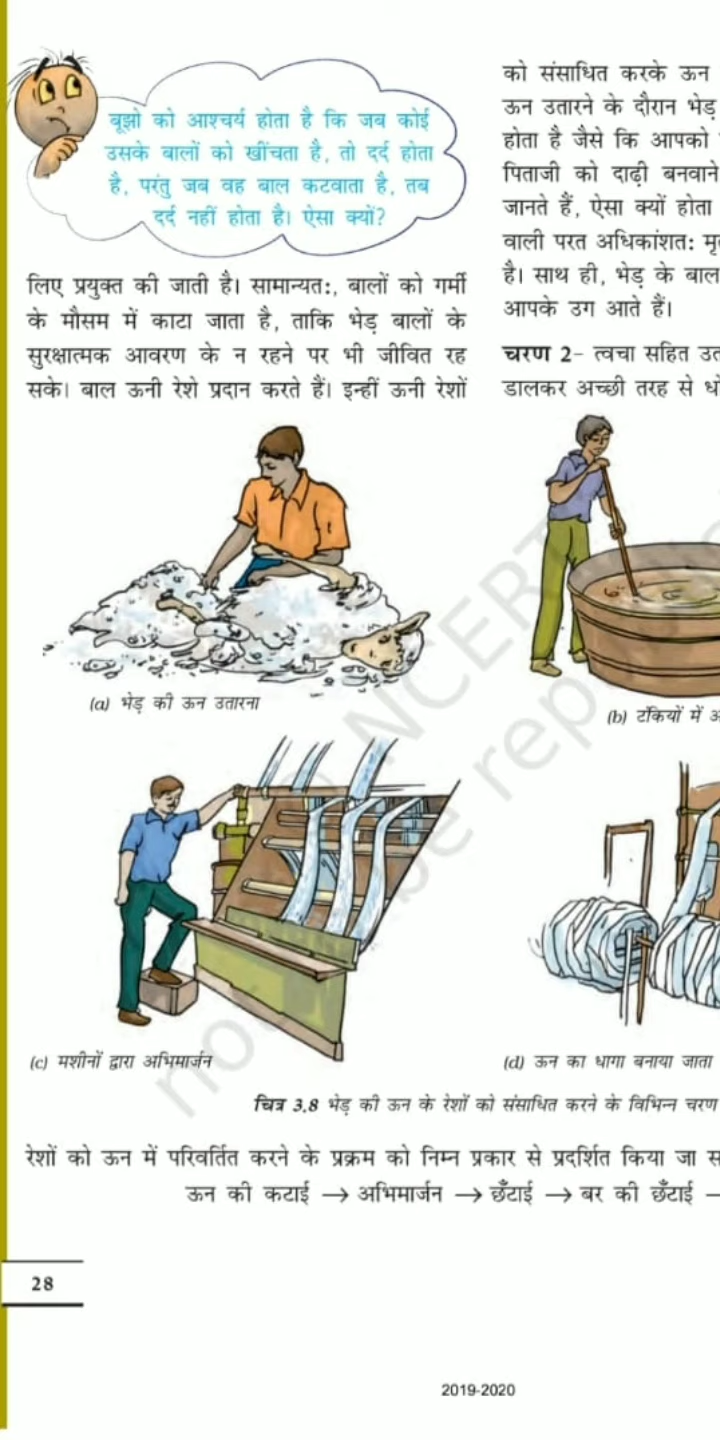 बूझो को आश्चर्य होता है कि जब कोई
उसके बालों को खींचता है, तो दर्द होता
है, परंतु जब वह बाल कटवाता है, तब
दर्द नहीं होता है। ऐसा क्यों?
लिए प्रयुक्त की जाती है। सामान्यतः, बालों को गर्मी
के मौसम में काटा जाता है, ताकि भेड़ बालों के
सुरक्षात्मक आवरण के न रहने पर भी जीवित रह
सके। बाल ऊनी रेशे प्रदान करते हैं। इन्हीं ऊनी रेशों
को संसाधित करके ऊन
ऊन उतारने के दौरान भेड़
होता है जैसे कि आपको
पिताजी को दाढ़ी बनवाने
जानते हैं, ऐसा क्यों होता
वाली परत अधिकांशतः
है। साथ ही, भेड़ के बाल
आपके उग आते हैं।
चरण 2- त्वचा सहित
डालकर अच्छी तरह से
(a) भेड़ की ऊन उतारना
(b) टंकियों में
(c) मशीनों द्वारा अभिमार्जन
(d) ऊन का धागा बनाया जाता
चित्र 3.8 भेड़ की ऊन के रेशों को संसाधित करने के विभिन्न चरण
रेशों को ऊन में परिवर्तित करने के प्रक्रम को निम्न प्रकार से प्रदर्शित किया जा
ऊन की कटाई → अभिमार्जन → छँटाई → बर की छँटाई
28
2019-2020